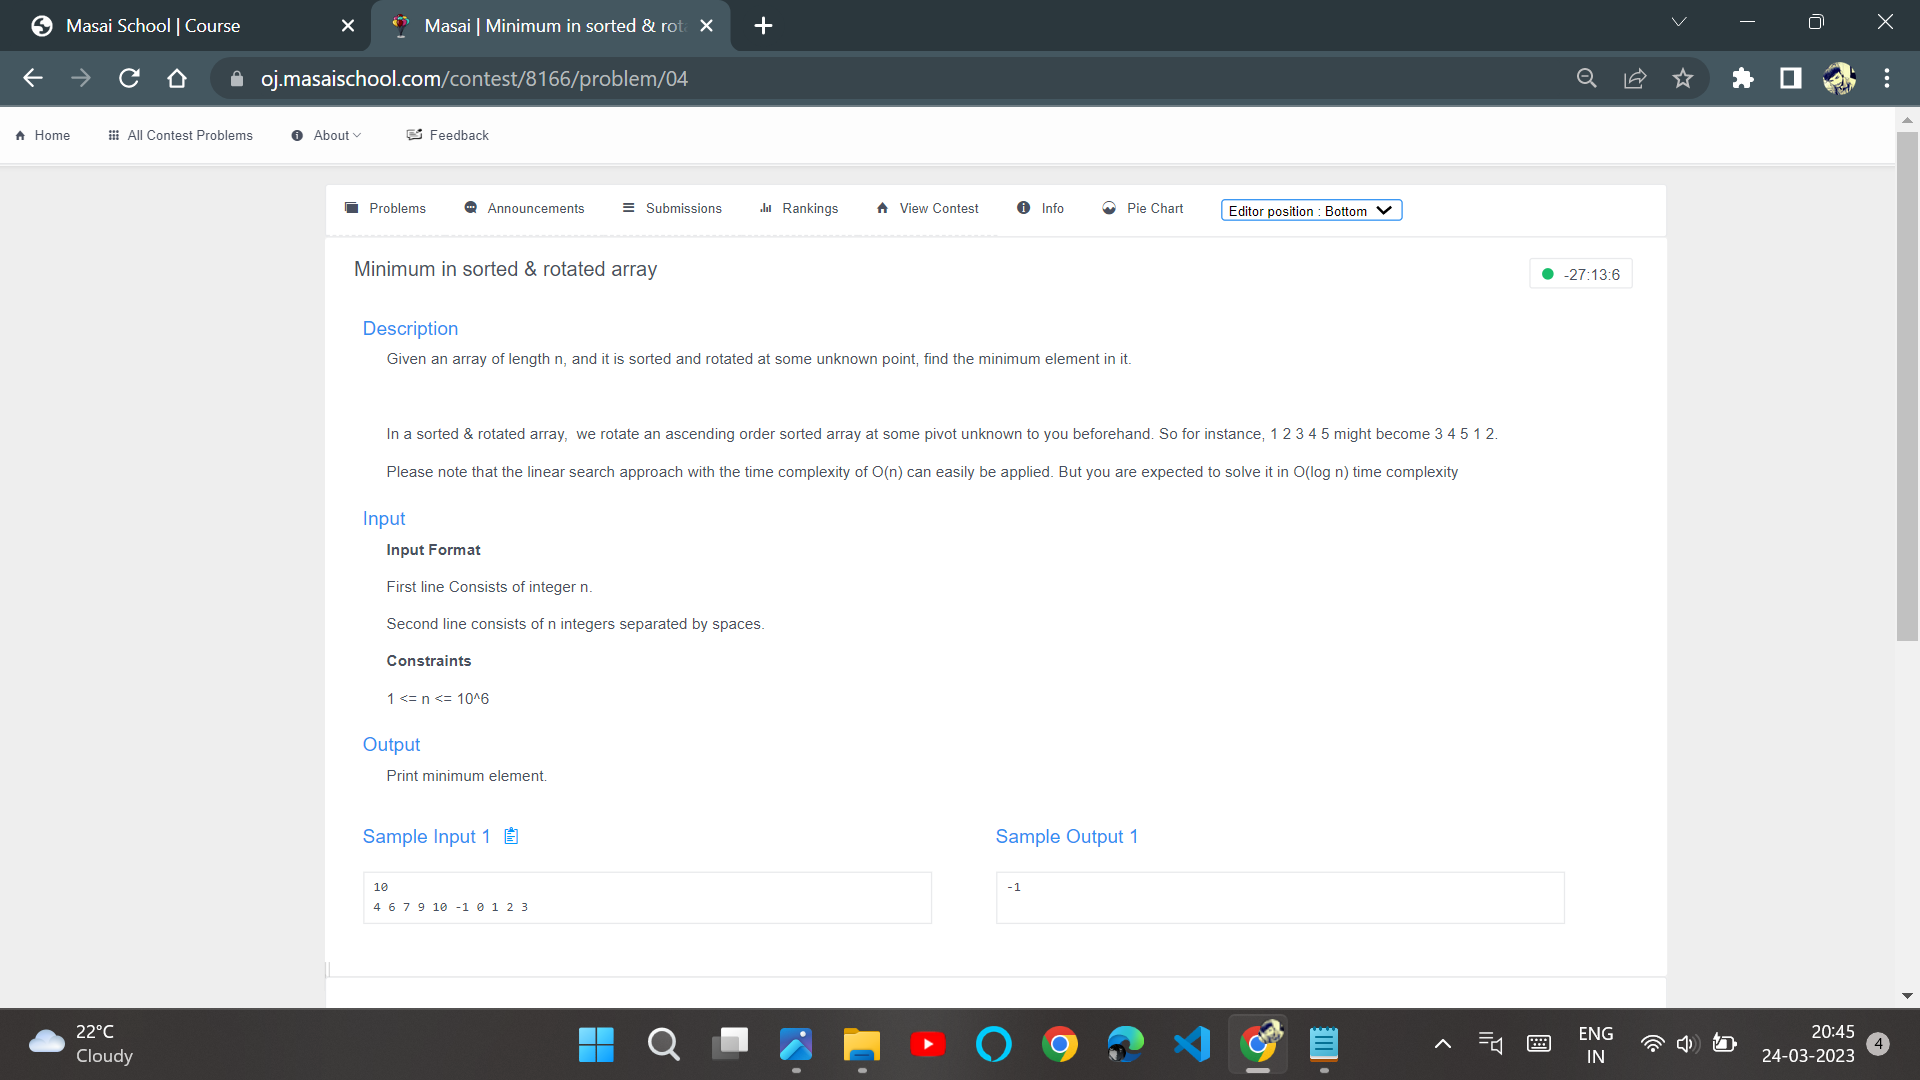 Masai School | Course
Masai | Minimum in sorted & rot
oj.masaischool.com/contest/8166/problem/04
Home
All Contest Problems
About
Feedback
Problems
Announcements
Submissions
Rankings
View Contest
Info
Pie Chart
Editor position : Bottom
Minimum in sorted & rotated array
-27:13:6
Description
Given an array of length n, and it is sorted and rotated at some unknown point, find the minimum element in it.
In a sorted & rotated array,  we rotate an ascending order sorted array at some pivot unknown to you beforehand. So for instance, 1 2 3 4 5 might become 3 4 5 1 2.
Please note that the linear search approach with the time complexity of O(n) can easily be applied. But you are expected to solve it in O(log n) time complexity
Input
Input Format
First line Consists of integer n.
Second line consists of n integers separated by spaces.
Constraints
1 <= n <= 10^6
Output
Print minimum element.
Sample Input 1
Sample Output 1
10
4 6 7 9 10 -1 0 1 2 3
-1
22°C
Cloudy
ENG
IN
20:45
24-03-2023
4